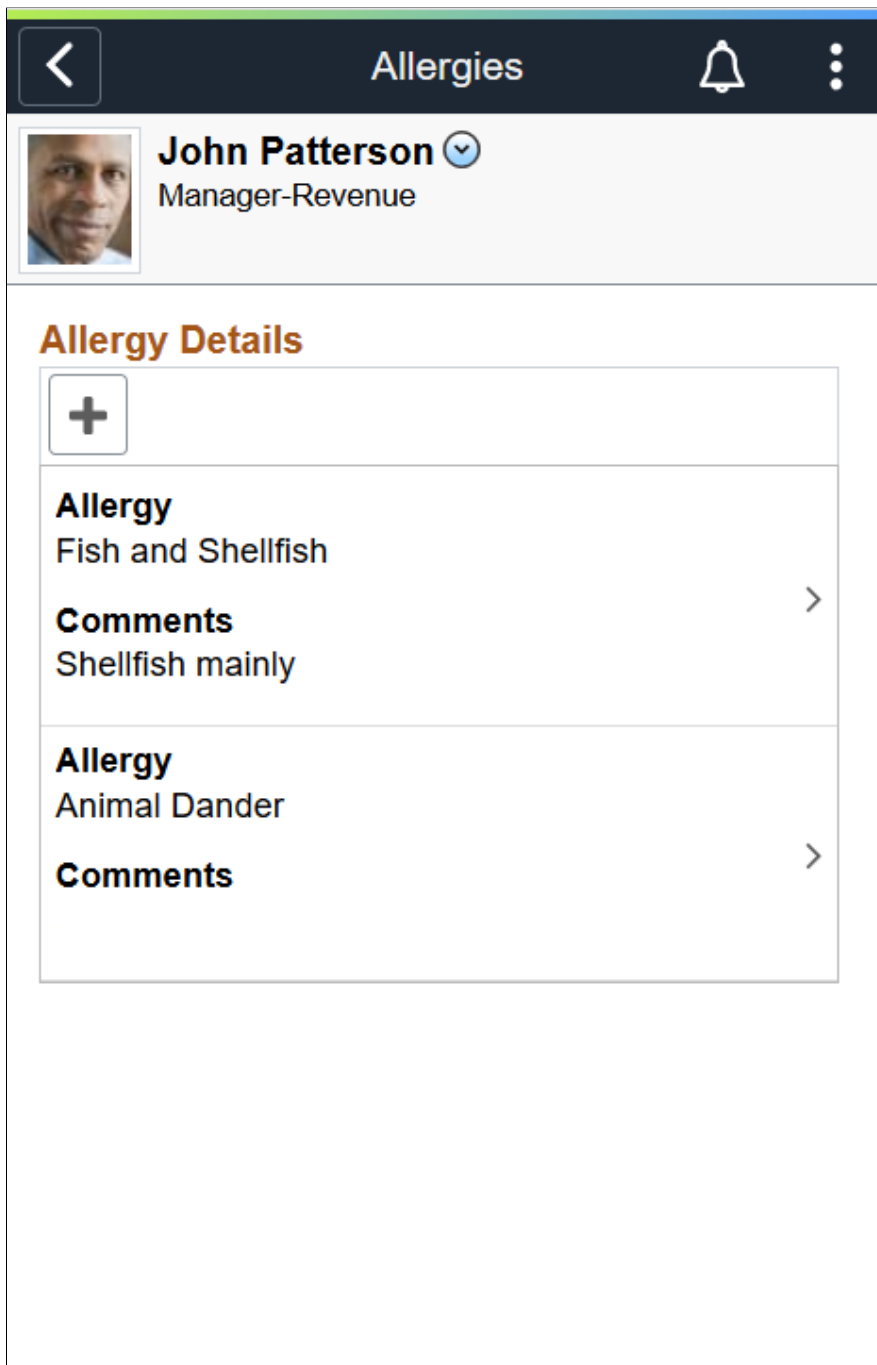 Allergies
John Patterson
Manager-Revenue
Allergy Details
Allergy
Fish and Shellfish
Comments
Shellfish mainly
Allergy
Animal Dander
Comments